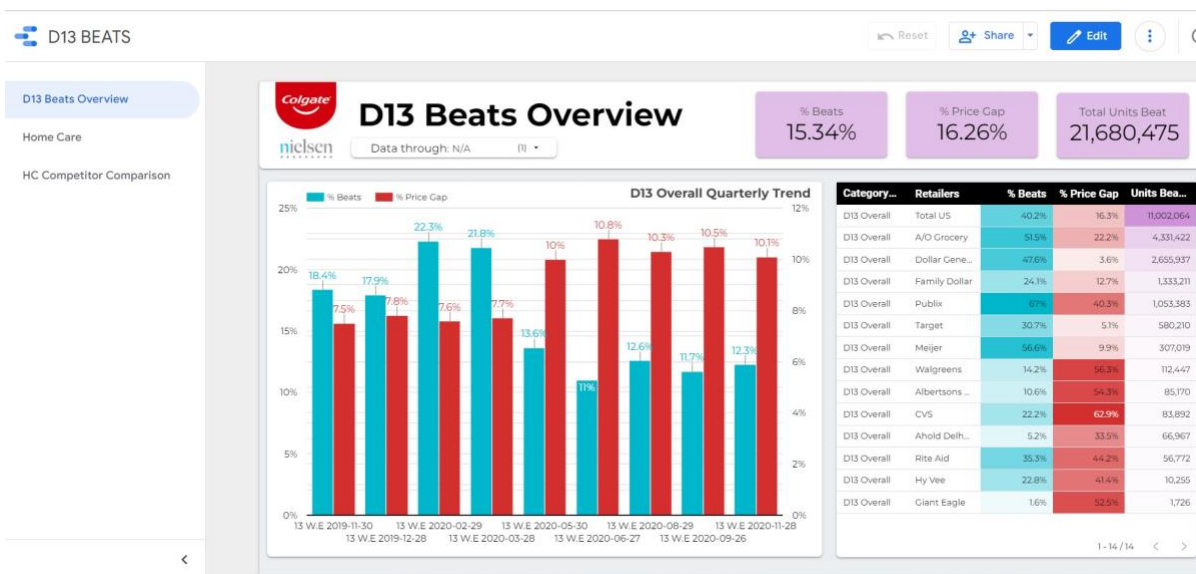 D13 BEATS
Reset
Share
Edit
D13 Beats Overview
Home Care
HC Competitor Comparison
Colgate
nielsen
D13 Beats Overview
Data through: N/A (1)
% Beats
15.34%
% Price Gap
16.26%
Total Units Beat
21,680,475
% Beats % Price Gap
D13 Overall Quarterly Trend
25%
20%
15%
10%
5%
0%
18.4% 17.9% 22.3% 21.8% 13.6% 11% 12.6% 11.7% 12.3%
7.5% 7.8% 7.6% 7.7% 10% 10.8% 10.3% 10.5% 10.1%
12%
10%
8%
6%
4%
2%
0%
13 W.E 2019-11-30 13 W.E 2020-02-29 13 W.E 2020-05-30 13 W.E 2020-08-29 13 W.E 2020-11-28
13 W.E 2019-12-28 13 W.E 2020-03-28 13 W.E 2020-06-27 13 W.E 2020-09-26
Category... Retailers % Beats % Price Gap Units Bea...
D13 Overall Total US 40.2% 16.3% 11,002,064
D13 Overall A/O Grocery 51.5% 22.2% 4,331,422
D13 Overall Dollar Gene... 47.6% 3.6% 2,655,937
D13 Overall Family Dollar 24.1% 12.7% 1,333,211
D13 Overall Publix 67% 40.3% 1,053,383
D13 Overall Target 30.7% 5.1% 580,210
D13 Overall Meijer 56.6% 9.9% 307,019
D13 Overall Walgreens 14.2% 56.3% 112,447
D13 Overall Albertsons ... 10.6% 54.3% 85,170
D13 Overall CVS 22.2% 62.9% 83,892
D13 Overall Ahold Delh... 5.2% 33.5% 66,967
D13 Overall Rite Aid 35.3% 44.2% 56,772
D13 Overall Hy Vee 22.8% 41.4% 10,255
D13 Overall Giant Eagle 1.6% 52.5% 1,726
1 - 14 / 14